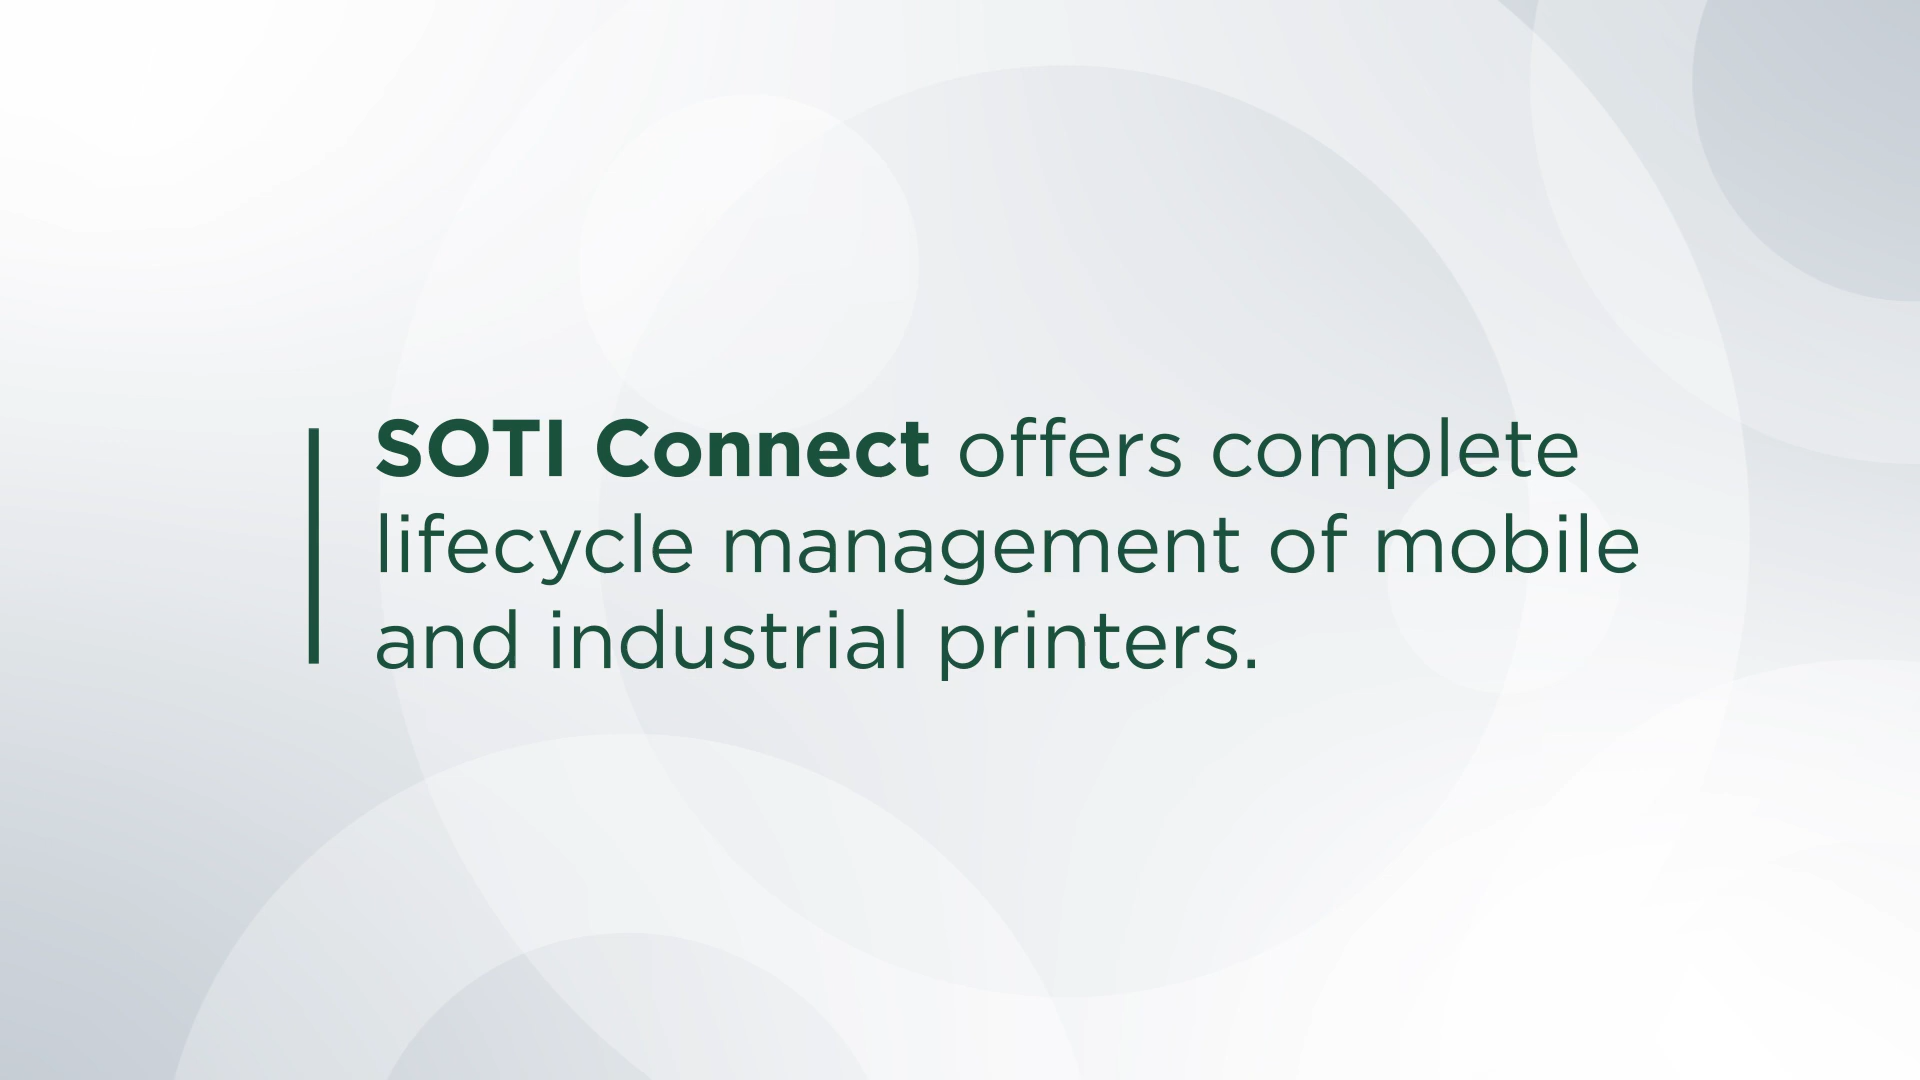 SOTI Connect offers complete
lifecycle management of mobile
and industrial printers.